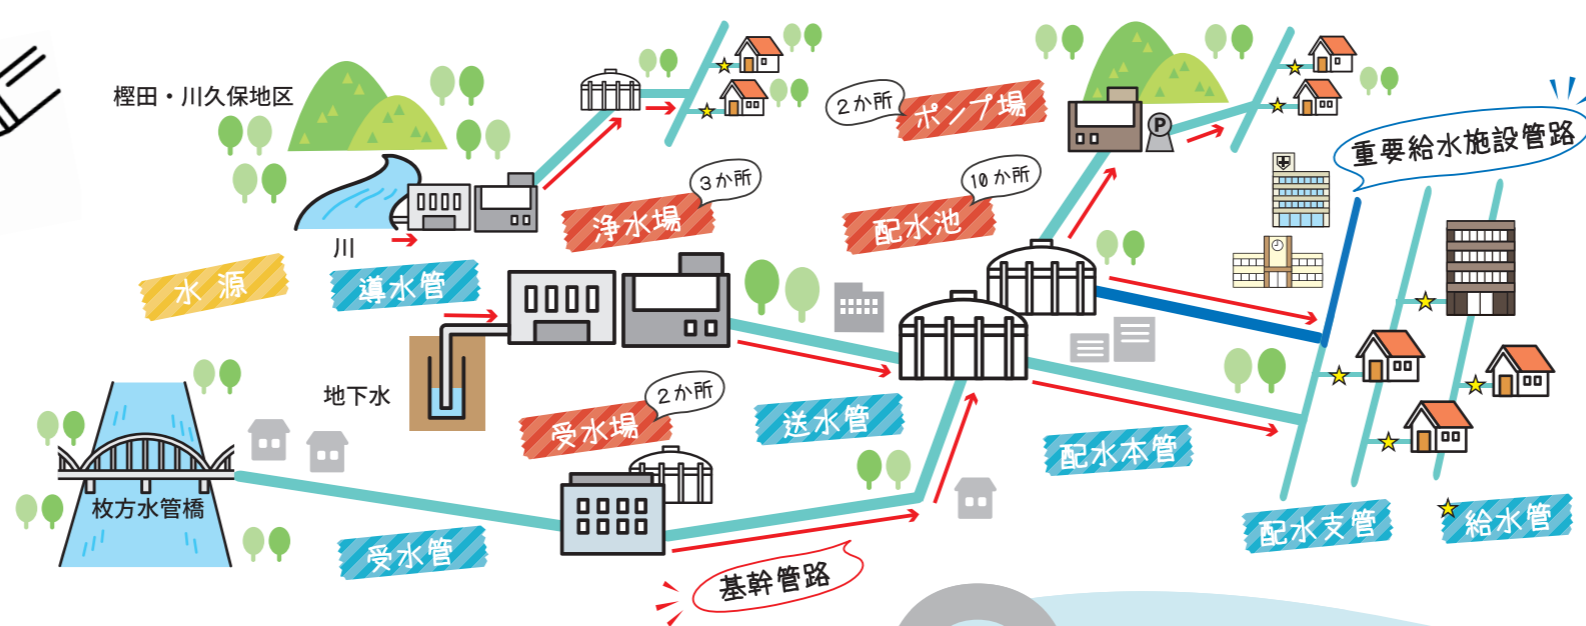 樫田・川久保地区
2か所
ポンプ場
重要給水施設管路
3か所
浄水場
10か所
配水池
川
水源
導水管
地下水
2か所
受水場
送水管
配水本管
枚方水管橋
受水管
配水支管
給水管
基幹管路
P